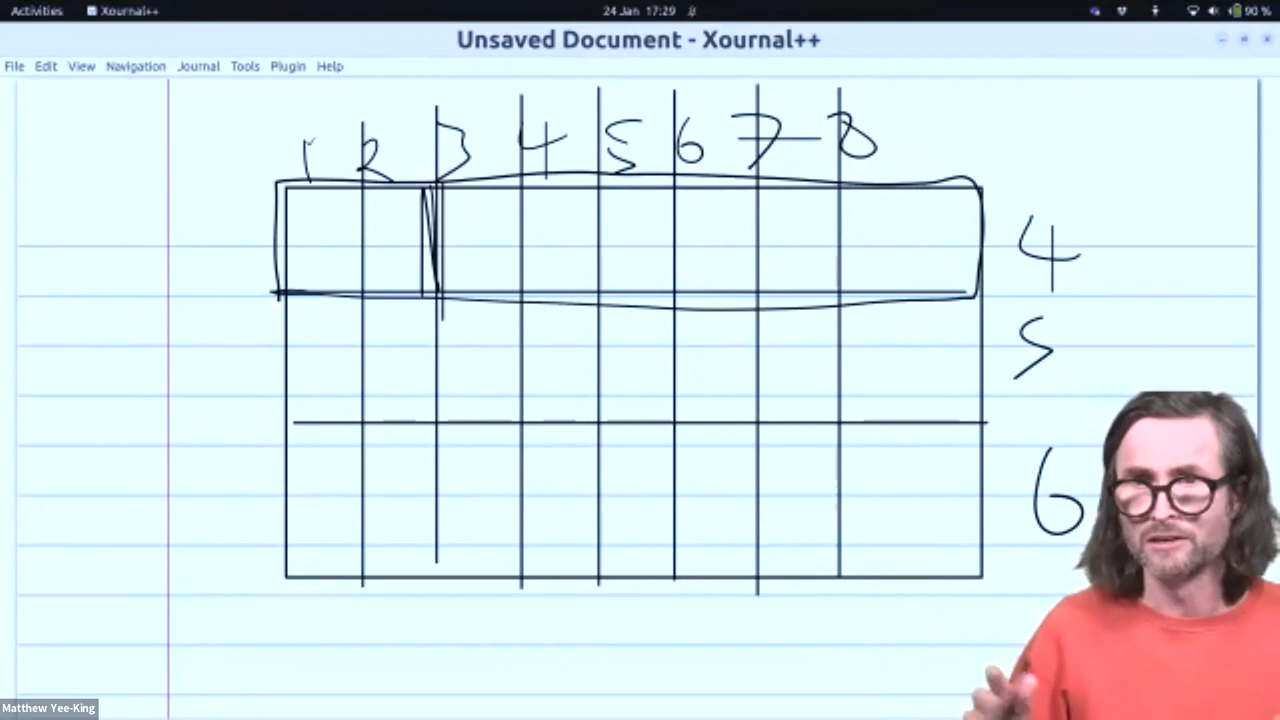 Activities Xournal++ 24 Jan 17:29 90 %
Unsaved Document - Xournal++
File Edit View Navigation Journal Tools Plugin Help
1 2 3 4 5 6 7 8
4
5
6
Matthew Yee-King